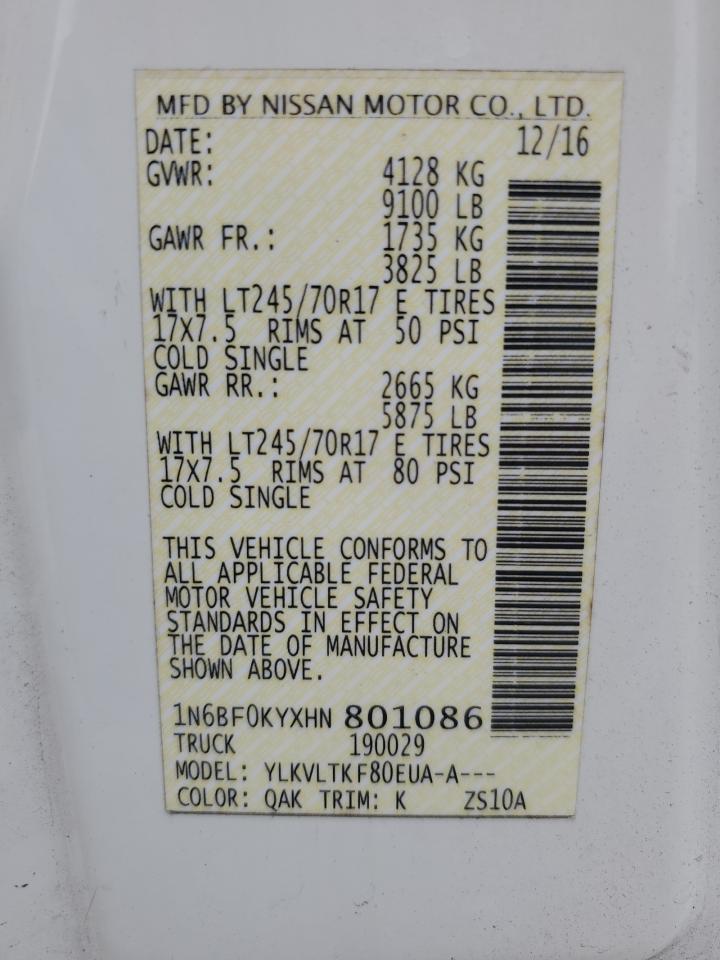 MFD BY NISSAN MOTOR CO., LTD.
DATE: 12/16
GVWR: 4128 KG
9100 LB
GAWR FR.: 1735 KG
3825 LB
WITH LT245/70R17 E TIRES
17X7.5 RIMS AT 50 PSI
COLD SINGLE
GAWR RR.: 2665 KG
5875 LB
WITH LT245/70R17 E TIRES
17X7.5 RIMS AT 80 PSI
COLD SINGLE
THIS VEHICLE CONFORMS TO
ALL APPLICABLE FEDERAL
MOTOR VEHICLE SAFETY
STANDARDS IN EFFECT ON
THE DATE OF MANUFACTURE
SHOWN ABOVE.
1N6BF0KYXHN 801086
TRUCK 190029
MODEL: YLKVLTKF80EUA-A---
COLOR: QAK TRIM: K ZS10A